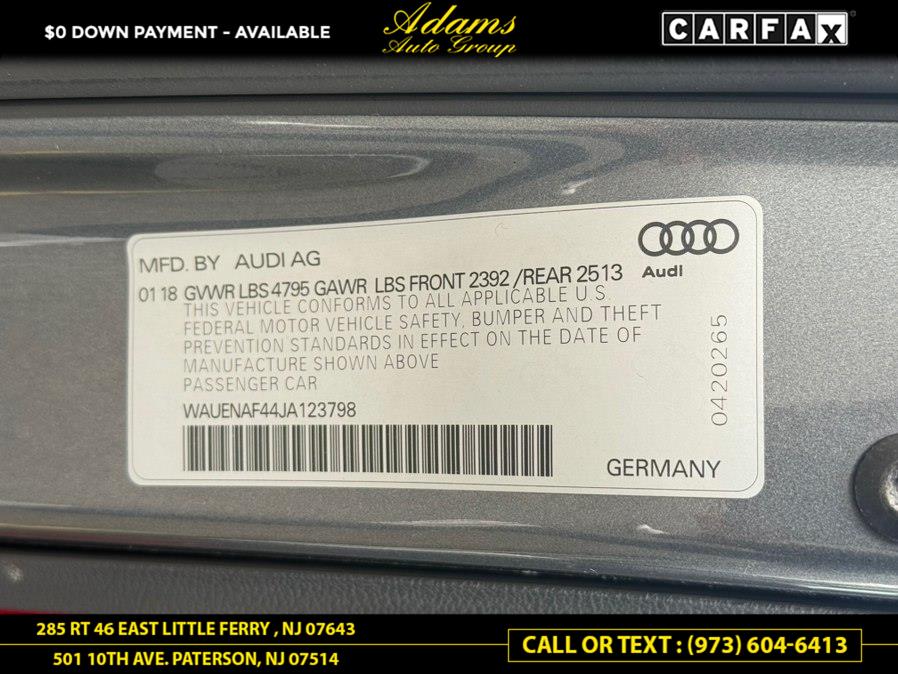 $0 DOWN PAYMENT - AVAILABLE
Adams
Auto Group
CARFAX
MFD. BY AUDI AG
Audi
01 18 GVWR LBS 4795 GAWR LBS FRONT 2392 /REAR 2513
THIS VEHICLE CONFORMS TO ALL APPLICABLE U.S.
FEDERAL MOTOR VEHICLE SAFETY, BUMPER AND THEFT
PREVENTION STANDARDS IN EFFECT ON THE DATE OF
MANUFACTURE SHOWN ABOVE
PASSENGER CAR
WAUENAF44JA123798
0420265
GERMANY
285 RT 46 EAST LITTLE FERRY , NJ 07643
501 10TH AVE. PATERSON, NJ 07514
CALL OR TEXT : (973) 604-6413